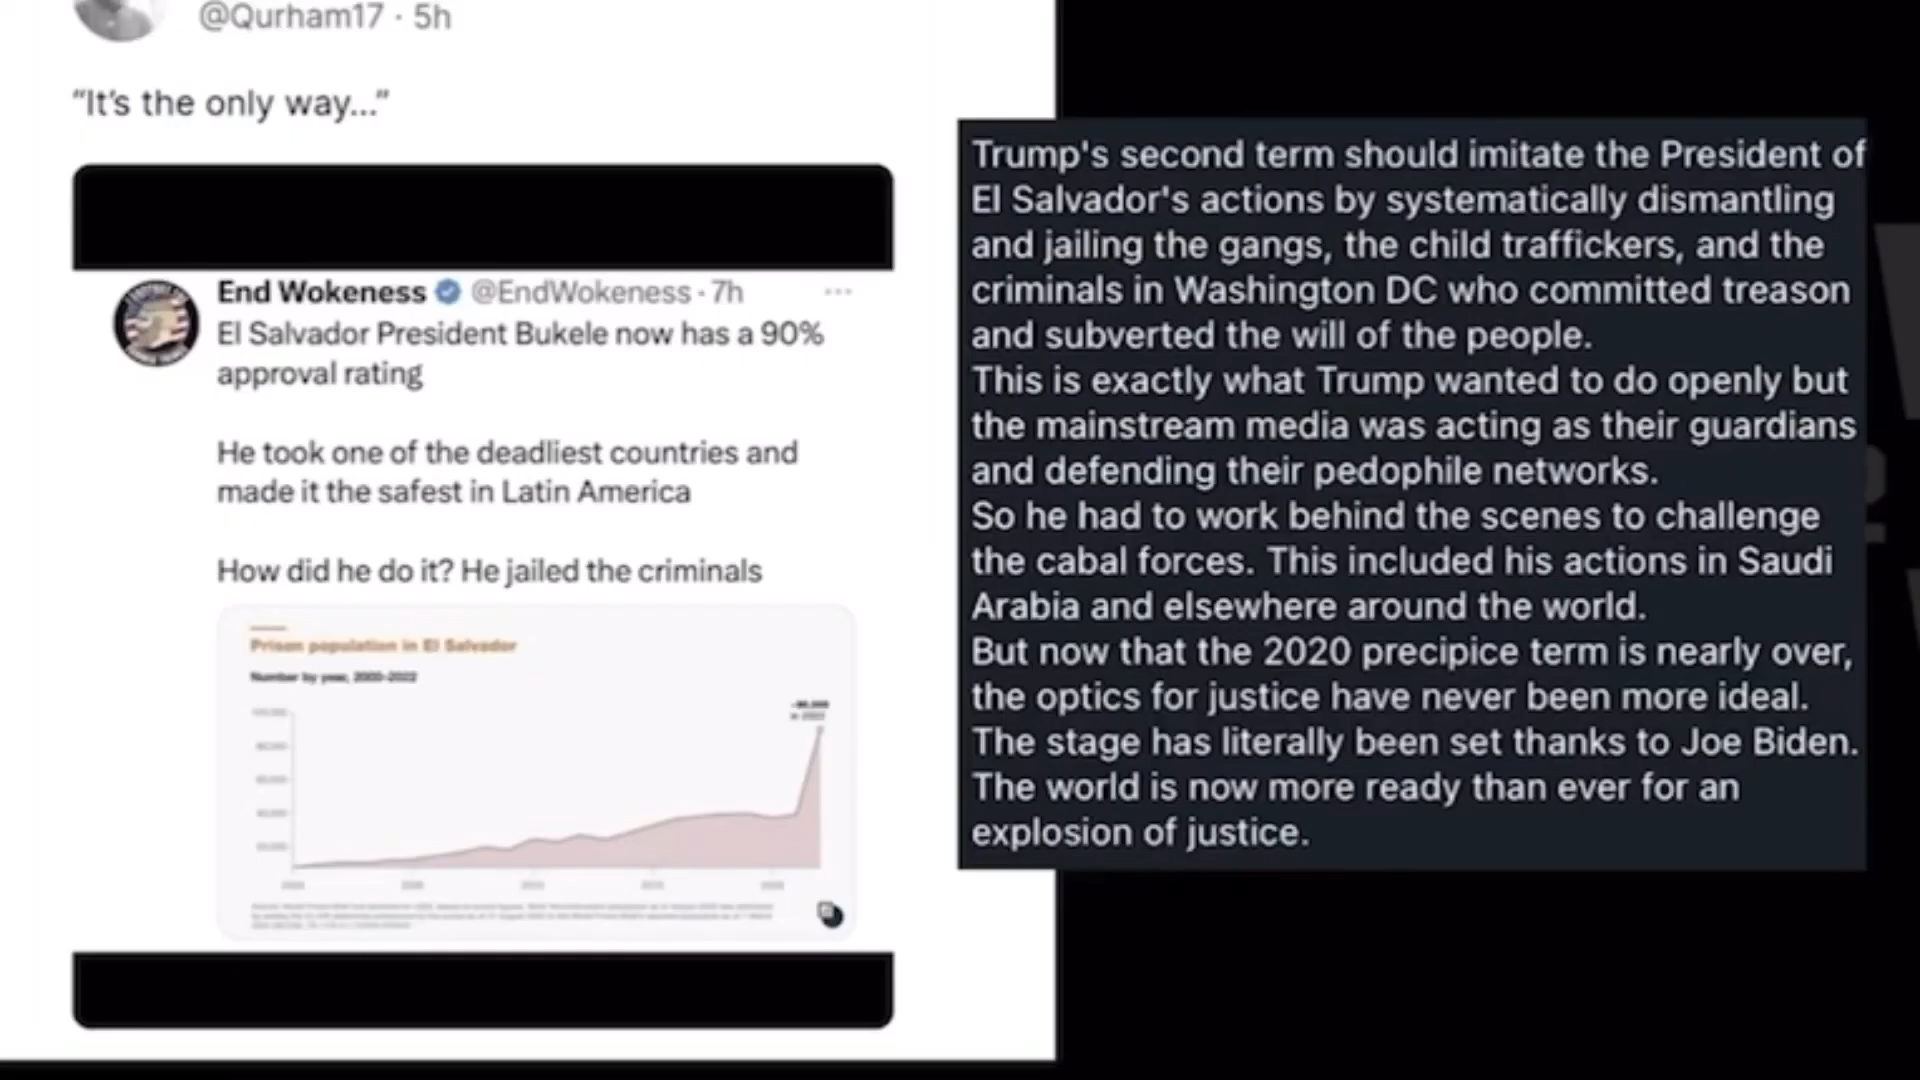 @Qurham17 · 5h
“It’s the only way...”
End Wokeness @EndWokeness · 7h
El Salvador President Bukele now has a 90%
approval rating
He took one of the deadliest countries and
made it the safest in Latin America
How did he do it? He jailed the criminals
Prison population in El Salvador
Number by year, 2000-2022
Trump's second term should imitate the President of
El Salvador's actions by systematically dismantling
and jailing the gangs, the child traffickers, and the
criminals in Washington DC who committed treason
and subverted the will of the people.
This is exactly what Trump wanted to do openly but
the mainstream media was acting as their guardians
and defending their pedophile networks.
So he had to work behind the scenes to challenge
the cabal forces. This included his actions in Saudi
Arabia and elsewhere around the world.
But now that the 2020 precipice term is nearly over,
the optics for justice have never been more ideal.
The stage has literally been set thanks to Joe Biden.
The world is now more ready than ever for an
explosion of justice.